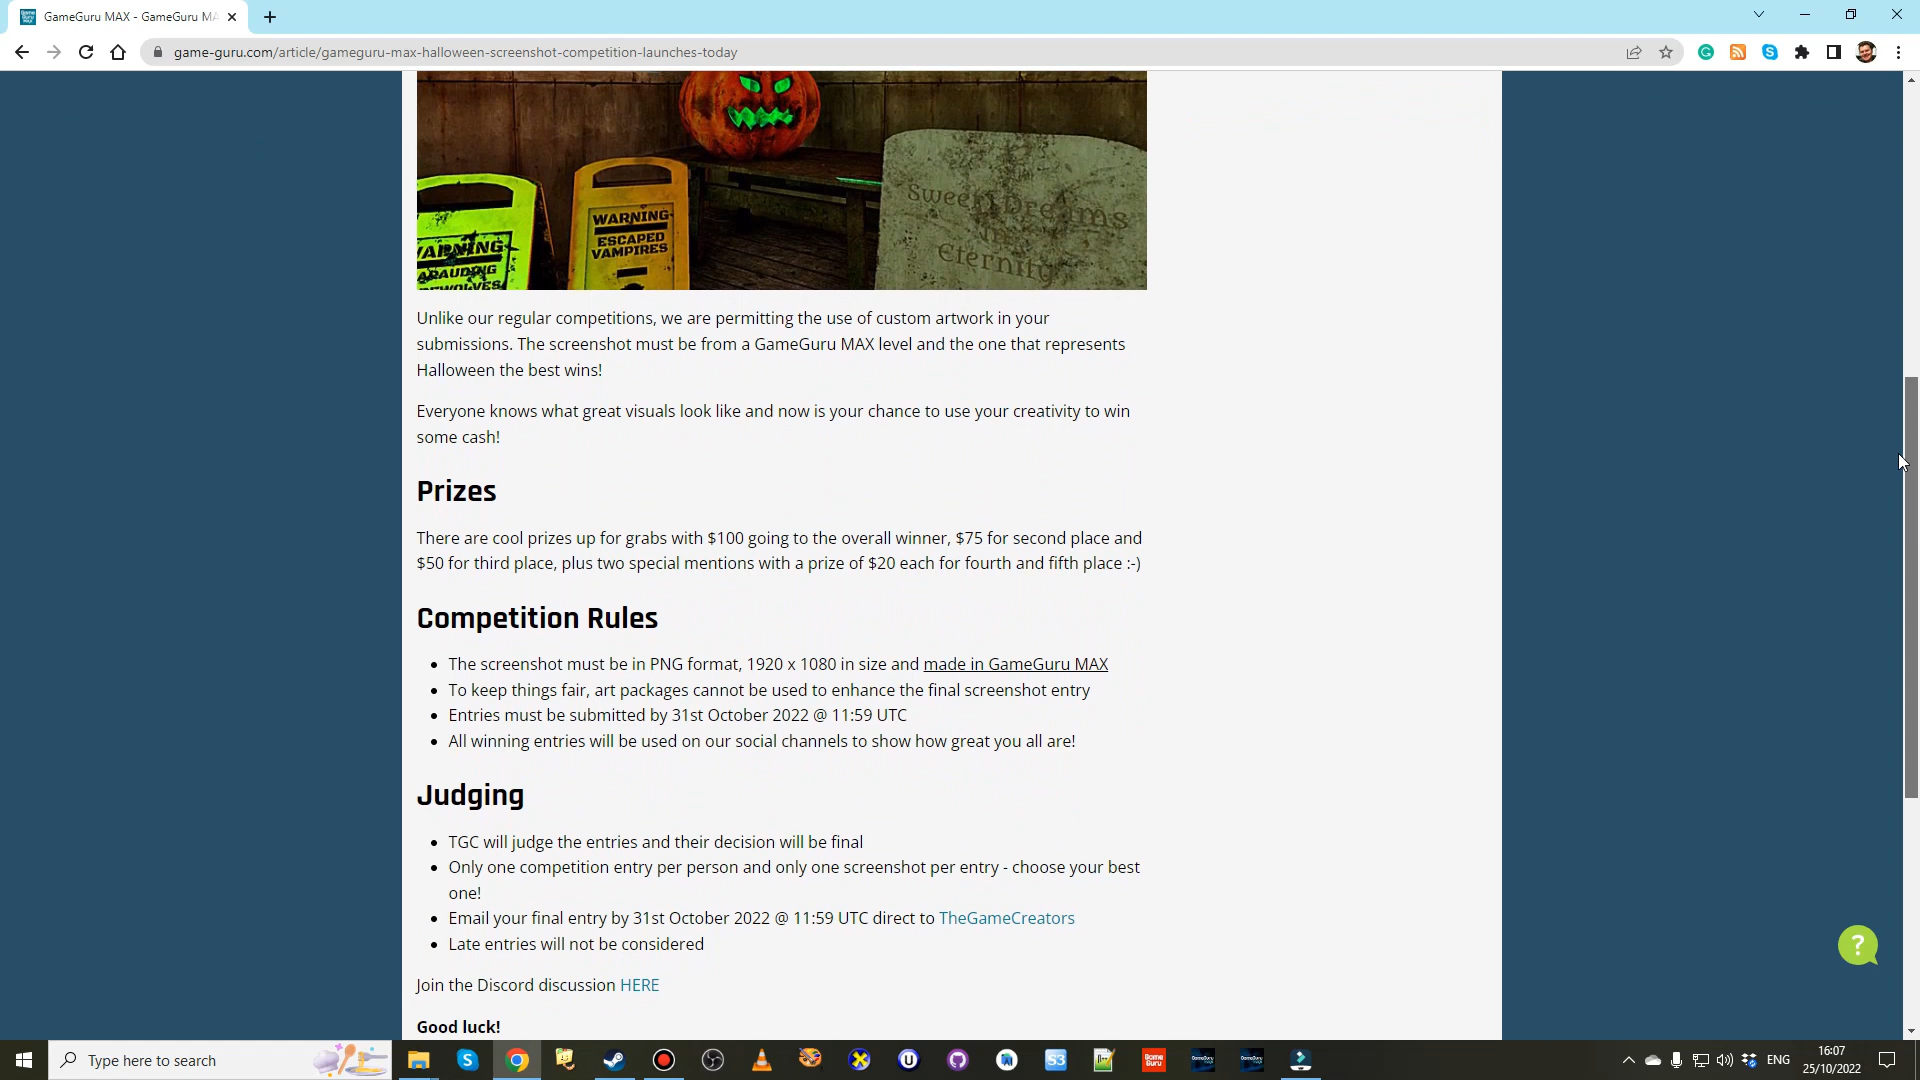 GameGuru MAX - GameGuru MA
game-guru.com/article/gameguru-max-halloween-screenshot-competition-launches-today
WARNING
ESCAPED
VAMPIRES
Sweet Dreams
Eternity
Unlike our regular competitions, we are permitting the use of custom artwork in your
submissions. The screenshot must be from a GameGuru MAX level and the one that represents
Halloween the best wins!
Everyone knows what great visuals look like and now is your chance to use your creativity to win
some cash!
Prizes
There are cool prizes up for grabs with $100 going to the overall winner, $75 for second place and
$50 for third place, plus two special mentions with a prize of $20 each for fourth and fifth place :-)
Competition Rules
• The screenshot must be in PNG format, 1920 x 1080 in size and made in GameGuru MAX
• To keep things fair, art packages cannot be used to enhance the final screenshot entry
• Entries must be submitted by 31st October 2022 @ 11:59 UTC
• All winning entries will be used on our social channels to show how great you all are!
Judging
• TGC will judge the entries and their decision will be final
• Only one competition entry per person and only one screenshot per entry - choose your best
one!
• Email your final entry by 31st October 2022 @ 11:59 UTC direct to TheGameCreators
• Late entries will not be considered
Join the Discord discussion HERE
Good luck!
?
Type here to search
ENG
16:07
25/10/2022